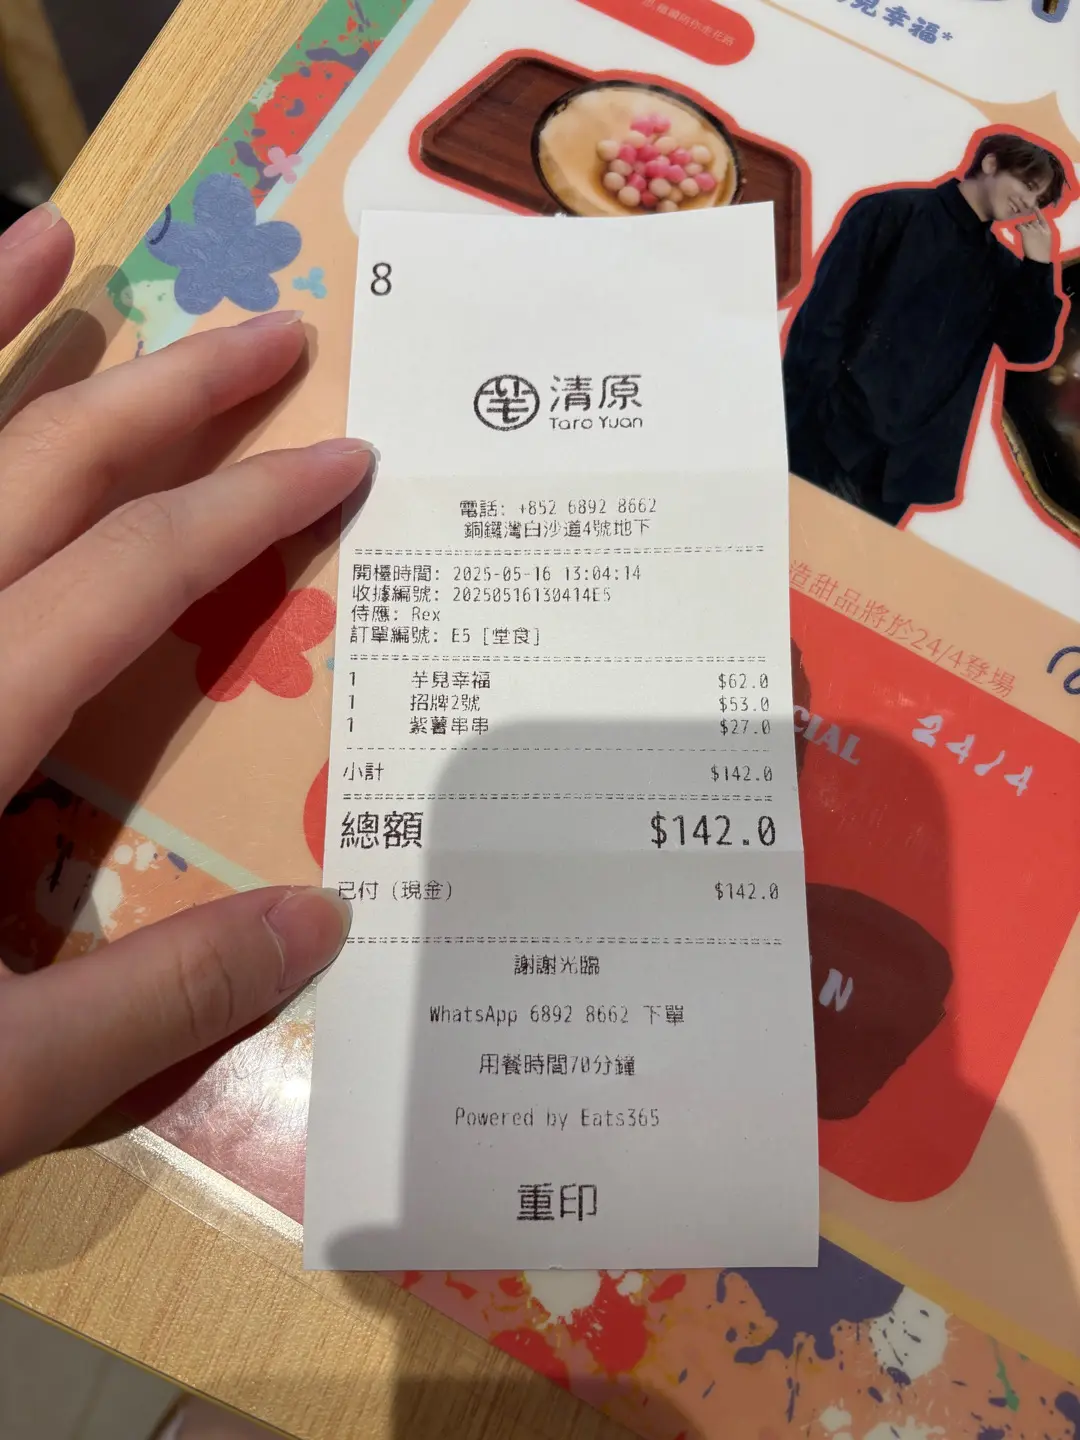 見幸福*
8
芋 清原
Taro Yuan
電話: +852 6892 8662
銅鑼灣白沙道4號地下
開檯時間: 2025-05-16 13:04:14
收據編號: 20250516130414E5
侍應: Rex
訂單編號: E5 [堂食]
1 芋見幸福 $62.0
1 招牌2號 $53.0
1 紫薯串串 $27.0
小計 $142.0
總額 $142.0
已付 (現金) $142.0
謝謝光臨
WhatsApp 6892 8662 下單
用餐時間70分鐘
Powered by Eats365
重印
造甜品將於24/4登場
CIAL
24/4
N